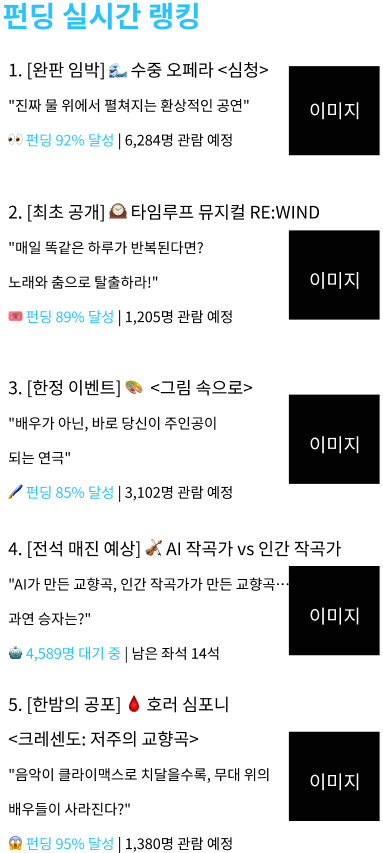 펀딩 실시간 랭킹
1. [완판 임박] 🌊 수중 오페라 <심청>
"진짜 물 위에서 펼쳐지는 환상적인 공연"
이미지
👀 펀딩 92% 달성 | 6,284명 관람 예정
2. [최초 공개] 🕰️ 타임루프 뮤지컬 RE:WIND
"매일 똑같은 하루가 반복된다면?
노래와 춤으로 탈출하라!"
이미지
🎟️ 펀딩 89% 달성 | 1,205명 관람 예정
3. [한정 이벤트] 🎨 <그림 속으로>
"배우가 아닌, 바로 당신이 주인공이
되는 연극"
이미지
🖌️ 펀딩 85% 달성 | 3,102명 관람 예정
4. [전석 매진 예상] 🎻 AI 작곡가 vs 인간 작곡가
"AI가 만든 교향곡, 인간 작곡가가 만든 교향곡…
과연 승자는?"
이미지
🤖 4,589명 대기 중 | 남은 좌석 14석
5. [한밤의 공포] 🩸 호러 심포니
<크레센도: 저주의 교향곡>
"음악이 클라이맥스로 치달을수록, 무대 위의
배우들이 사라진다?"
이미지
😱 펀딩 95% 달성 | 1,380명 관람 예정